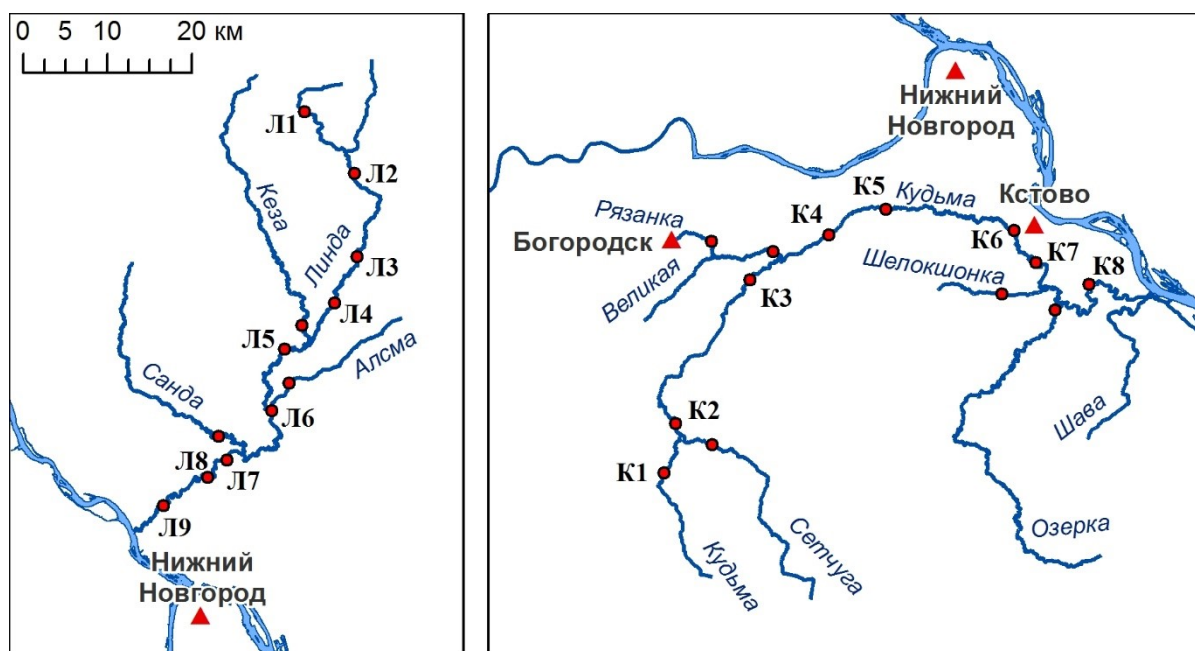 0 5 10 20 км
Л1
Л2
Кеза
Линда
Л3
Л4
Л5
Алсма
Санда
Л6
Л8
Л7
Л9
Нижний
Новгород
Нижний
Новгород
К5
Кудьма
Кстово
Рязанка
К4
К6
Богородск
К7
Великая
К3
Шелокшонка
К8
К2
Шава
К1
Кудьма
Сетчуга
Озерка